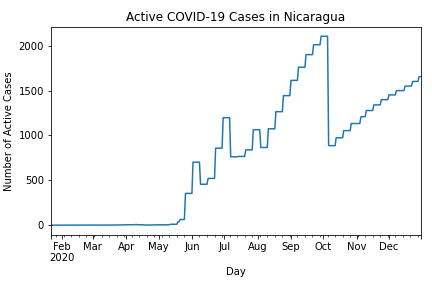 Active COVID-19 Cases in Nicaragua
Number of Active Cases
2000
1500
1000
500
0
Feb Mar Apr May Jun Jul Aug Sep Oct Nov Dec
2020
Day